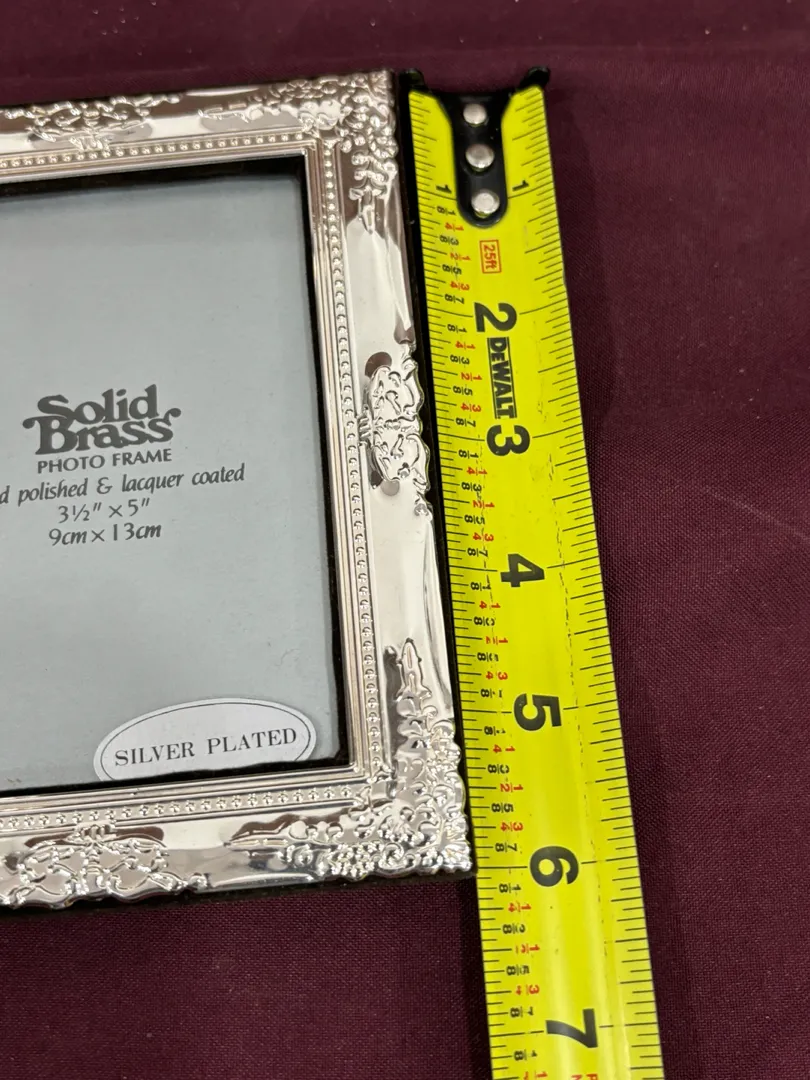 Solid
Brass
PHOTO FRAME
d polished & lacquer coated
3½" × 5"
9cm × 13cm
SILVER PLATED
1
1
25ft
2
DEWALT
3
4
5
6
7